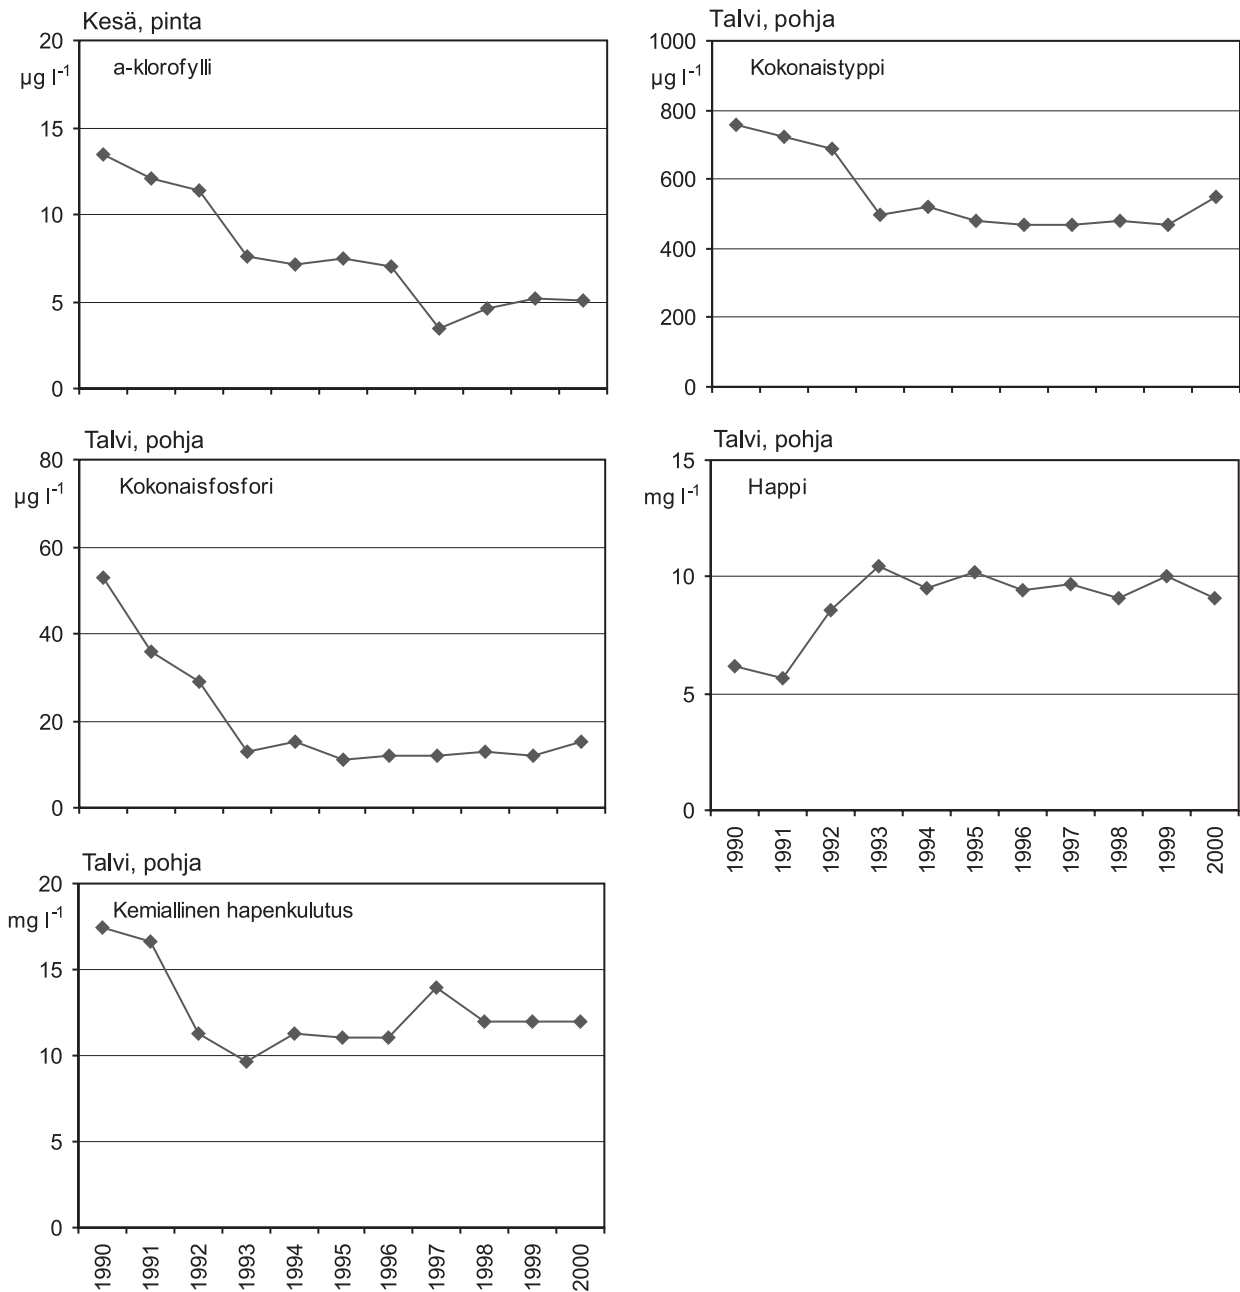 Kesä, pinta
20
µg l⁻¹
a-klorofylli
15
10
5
0
Talvi, pohja
1000
µg l⁻¹
Kokonaistyppi
800
600
400
200
0
Talvi, pohja
80
µg l⁻¹
Kokonaisfosfori
60
40
20
0
Talvi, pohja
15
mg l⁻¹
Happi
10
5
0
1990 1991 1992 1993 1994 1995 1996 1997 1998 1999 2000
Talvi, pohja
20
mg l⁻¹
Kemiallinen hapenkulutus
15
10
5
0
1990 1991 1992 1993 1994 1995 1996 1997 1998 1999 2000